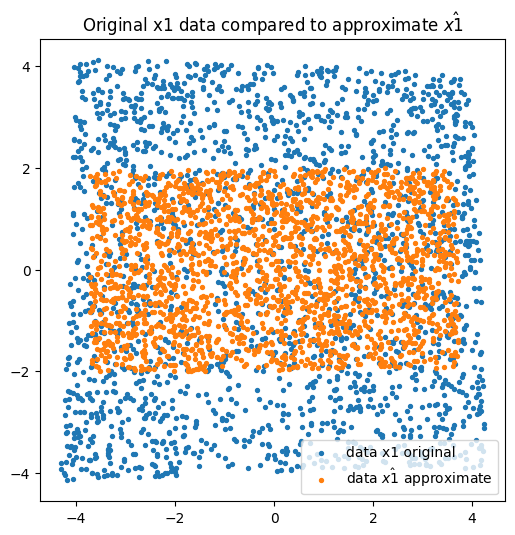 Original x1 data compared to approximate x̂1
4
2
0
−2
−4
data x1 original
data x̂1 approximate
−4 −2 0 2 4